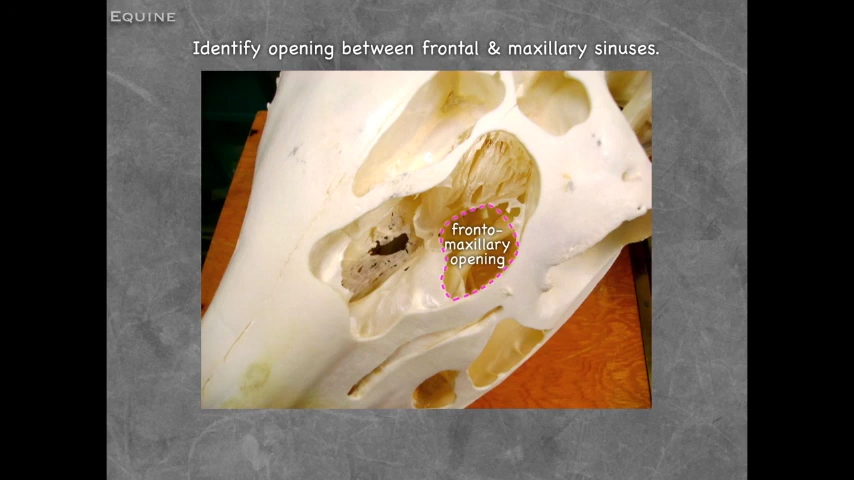 Equine
Identify opening between frontal & maxillary sinuses.
fronto-
maxillary
opening